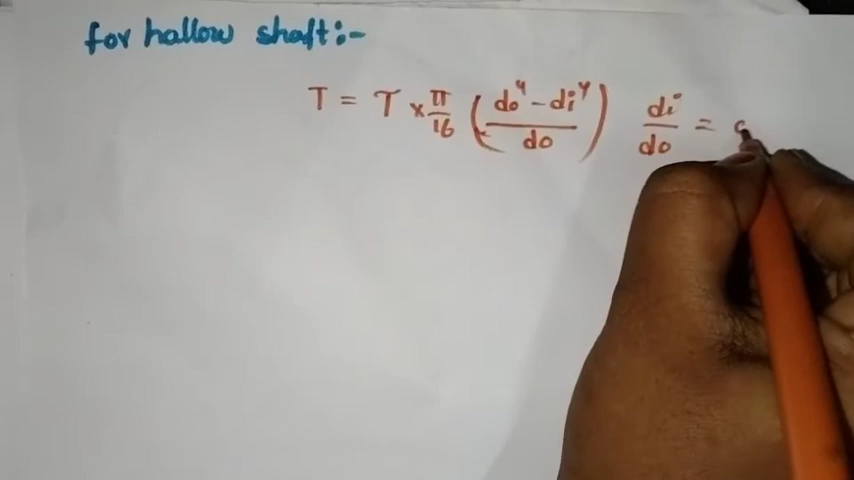 for hallow shaft:-
T = τ × π/16 (do⁴ - di⁴ / do) di/do =